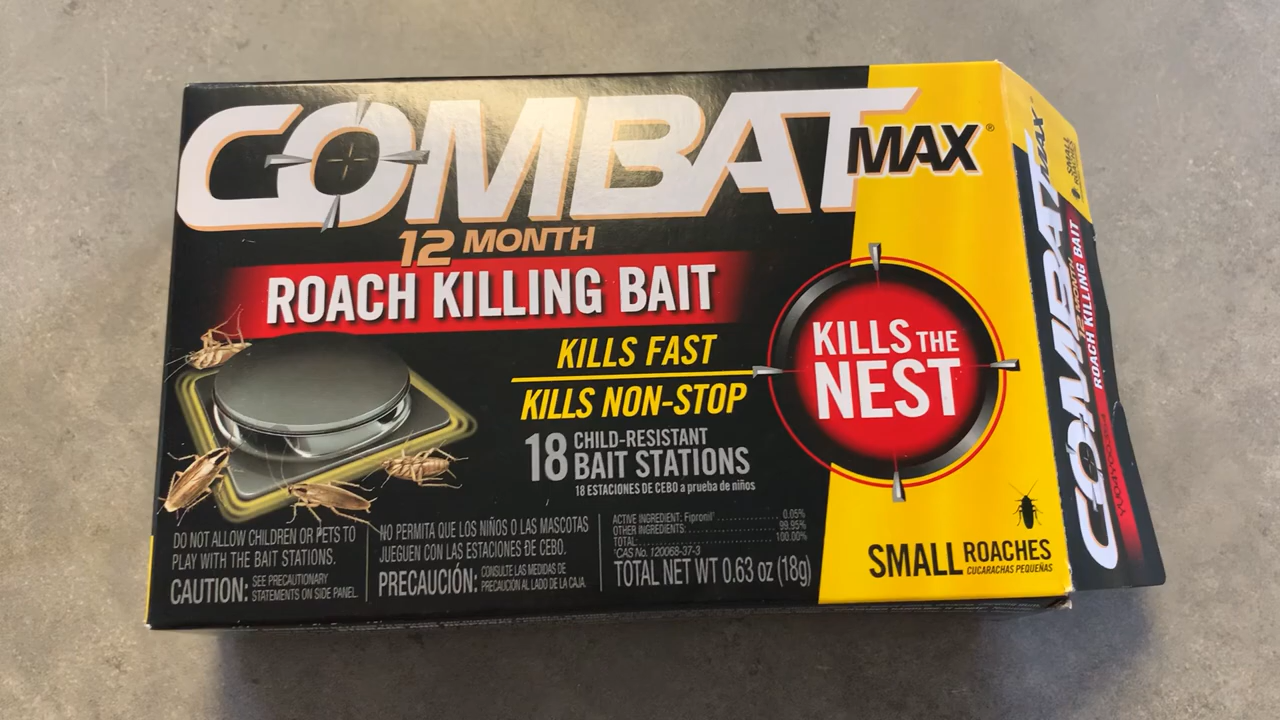 COMBAT MAX®
12 MONTH
ROACH KILLING BAIT
KILLS FAST
KILLS NON-STOP
18 CHILD-RESISTANT
BAIT STATIONS
18 ESTACIONES DE CEBO a prueba de niños
KILLS THE
NEST
DO NOT ALLOW CHILDREN OR PETS TO
PLAY WITH THE BAIT STATIONS.
CAUTION: SEE PRECAUTIONARY
STATEMENTS ON SIDE PANEL.
NO PERMITA QUE LOS NIÑOS O LAS MASCOTAS
JUEGUEN CON LAS ESTACIONES DE CEBO.
PRECAUCIÓN: CONSULTE LAS MEDIDAS DE
PRECAUCIÓN AL LADO DE LA CAJA.
ACTIVE INGREDIENT: Fipronil* 0.05%
OTHER INGREDIENTS: 99.95%
TOTAL: 100.00%
*CAS No. 120068-37-3
TOTAL NET WT 0.63 oz (18g)
SMALL ROACHES
CUCARACHAS PEQUEÑAS
COMBAT MAX
12 MONTH
ROACH KILLING BAIT
SMALL
ROACHES